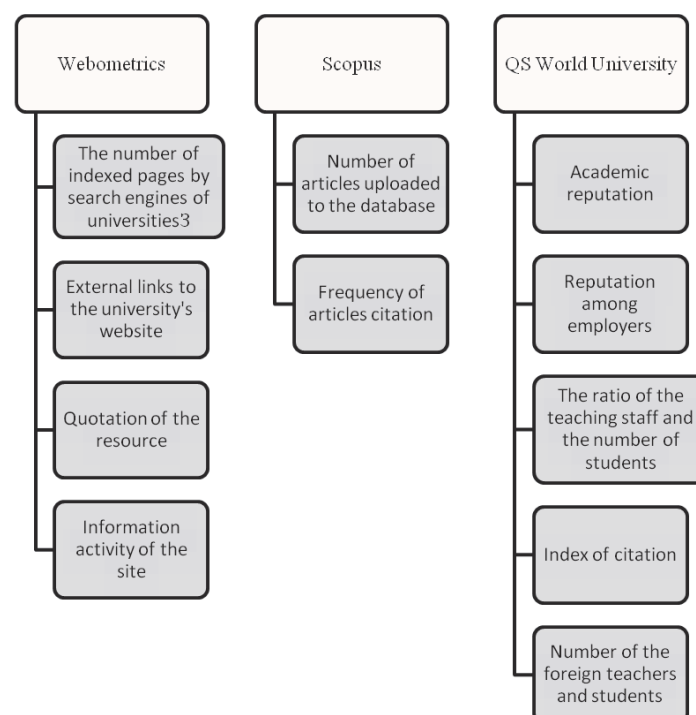 Webometrics
The number of
indexed pages by
search engines of
universities3
External links to
the university's
website
Quotation of the
resource
Information
activity of the
site
Scopus
Number of
articles uploaded
to the database
Frequency of
articles citation
QS World University
Academic
reputation
Reputation
among
employers
The ratio of the
teaching staff and
the number of
students
Index of citation
Number of the
foreign teachers
and students